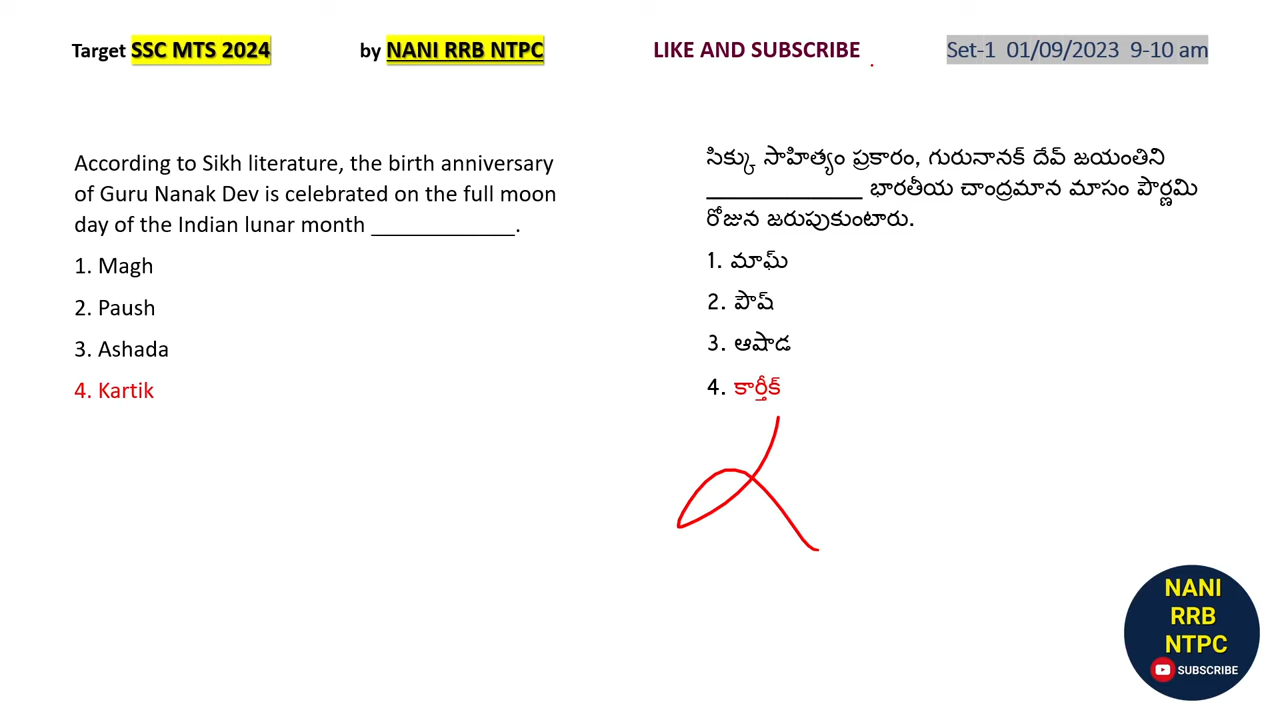 Target SSC MTS 2024 by NANI RRB NTPC LIKE AND SUBSCRIBE Set-1 01/09/2023 9-10 am
According to Sikh literature, the birth anniversary
of Guru Nanak Dev is celebrated on the full moon
day of the Indian lunar month _____________.
1. Magh
2. Paush
3. Ashada
4. Kartik
సిక్కు సాహిత్యం ప్రకారం, గురునానక్ దేవ్ జయంతిని
______________ భారతీయ చాంద్రమాన మాసం పౌర్ణమి
రోజున జరుపుకుంటారు.
1. మాఘ్
2. పౌష్
3. ఆషాడ
4. కార్తీక్
NANI
RRB
NTPC
SUBSCRIBE